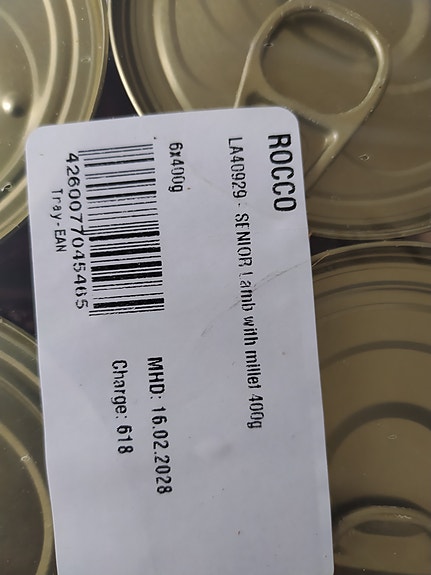 ROCCO
LA40929 - SENIOR Lamb with millet 400g
6x400g
4260077045465
Tray-EAN
MHD: 16.02.2028
Charge: 618